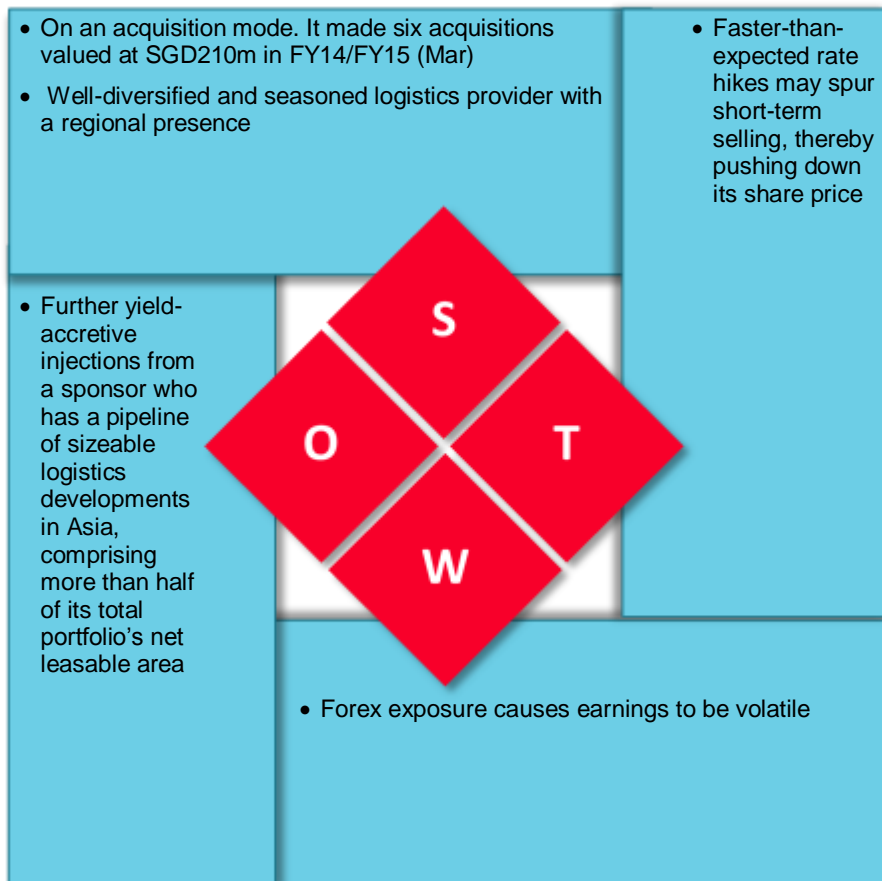 • On an acquisition mode. It made six acquisitions
valued at SGD210m in FY14/FY15 (Mar)
• Well-diversified and seasoned logistics provider with
a regional presence
• Faster-than-
expected rate
hikes may spur
short-term
selling, thereby
pushing down
its share price
• Further yield-
accretive
injections from
a sponsor who
has a pipeline
of sizeable
logistics
developments
in Asia,
comprising
more than half
of its total
portfolio’s net
leasable area
S
O
T
W
• Forex exposure causes earnings to be volatile